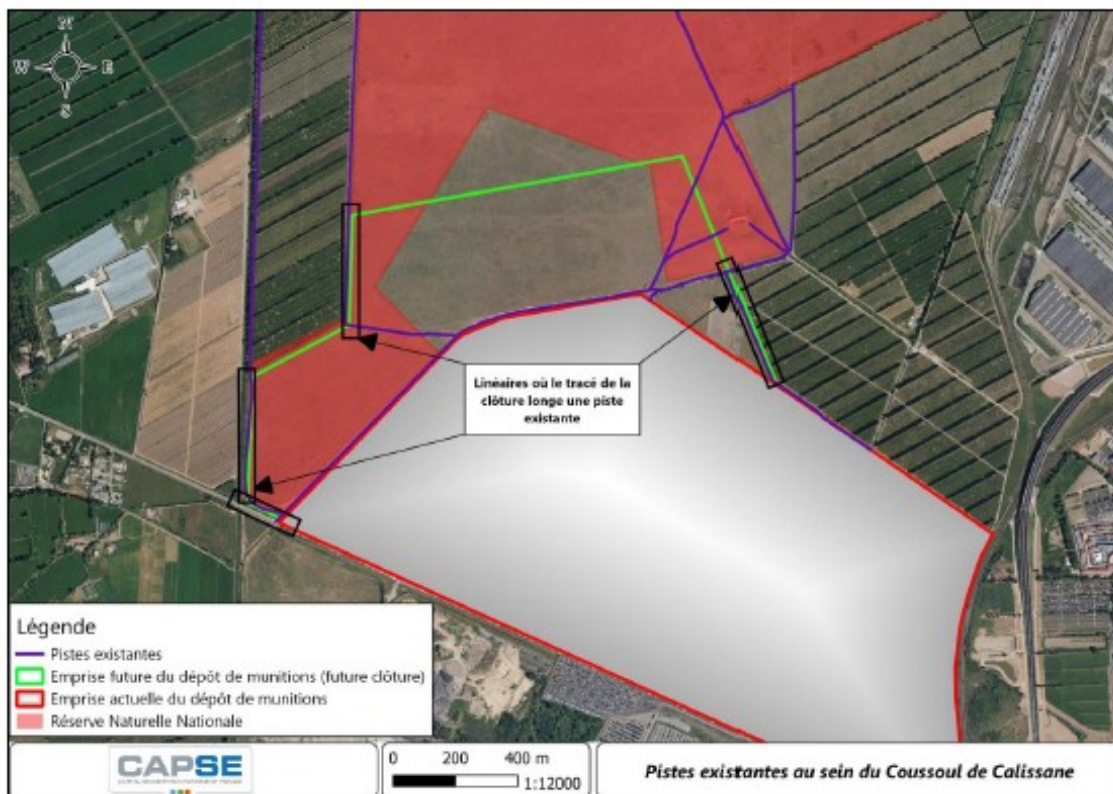 N
W E
S
Linéaires où le tracé de la
clôture longe une piste
existante
Légende
Pistes existantes
Emprise future du dépôt de munitions (future clôture)
Emprise actuelle du dépôt de munitions
Réserve Naturelle Nationale
CAPSE
0 200 400 m
1:12000
Pistes existantes au sein du Coussoul de Calissane